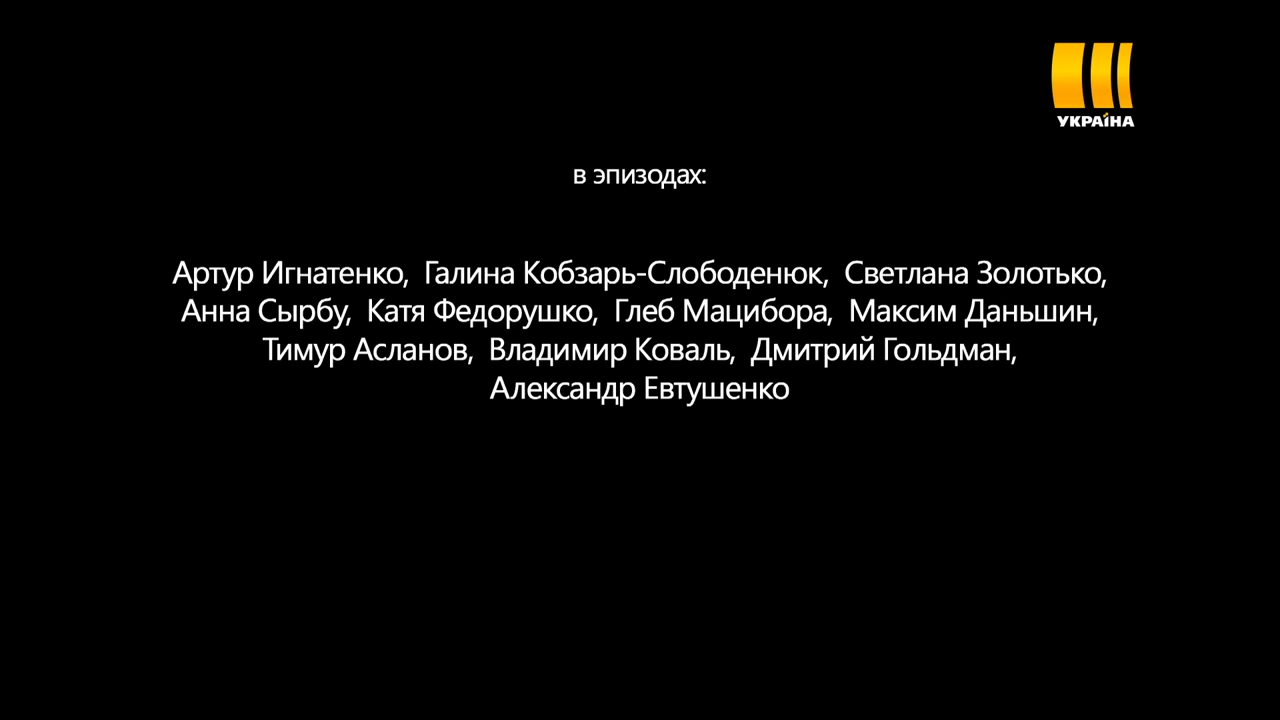 УКРАЇНА
в эпизодах:
Артур Игнатенко, Галина Кобзарь-Слободенюк, Светлана Золотько,
Анна Сырбу, Катя Федорушко, Глеб Мацибора, Максим Даньшин,
Тимур Асланов, Владимир Коваль, Дмитрий Гольдман,
Александр Евтушенко